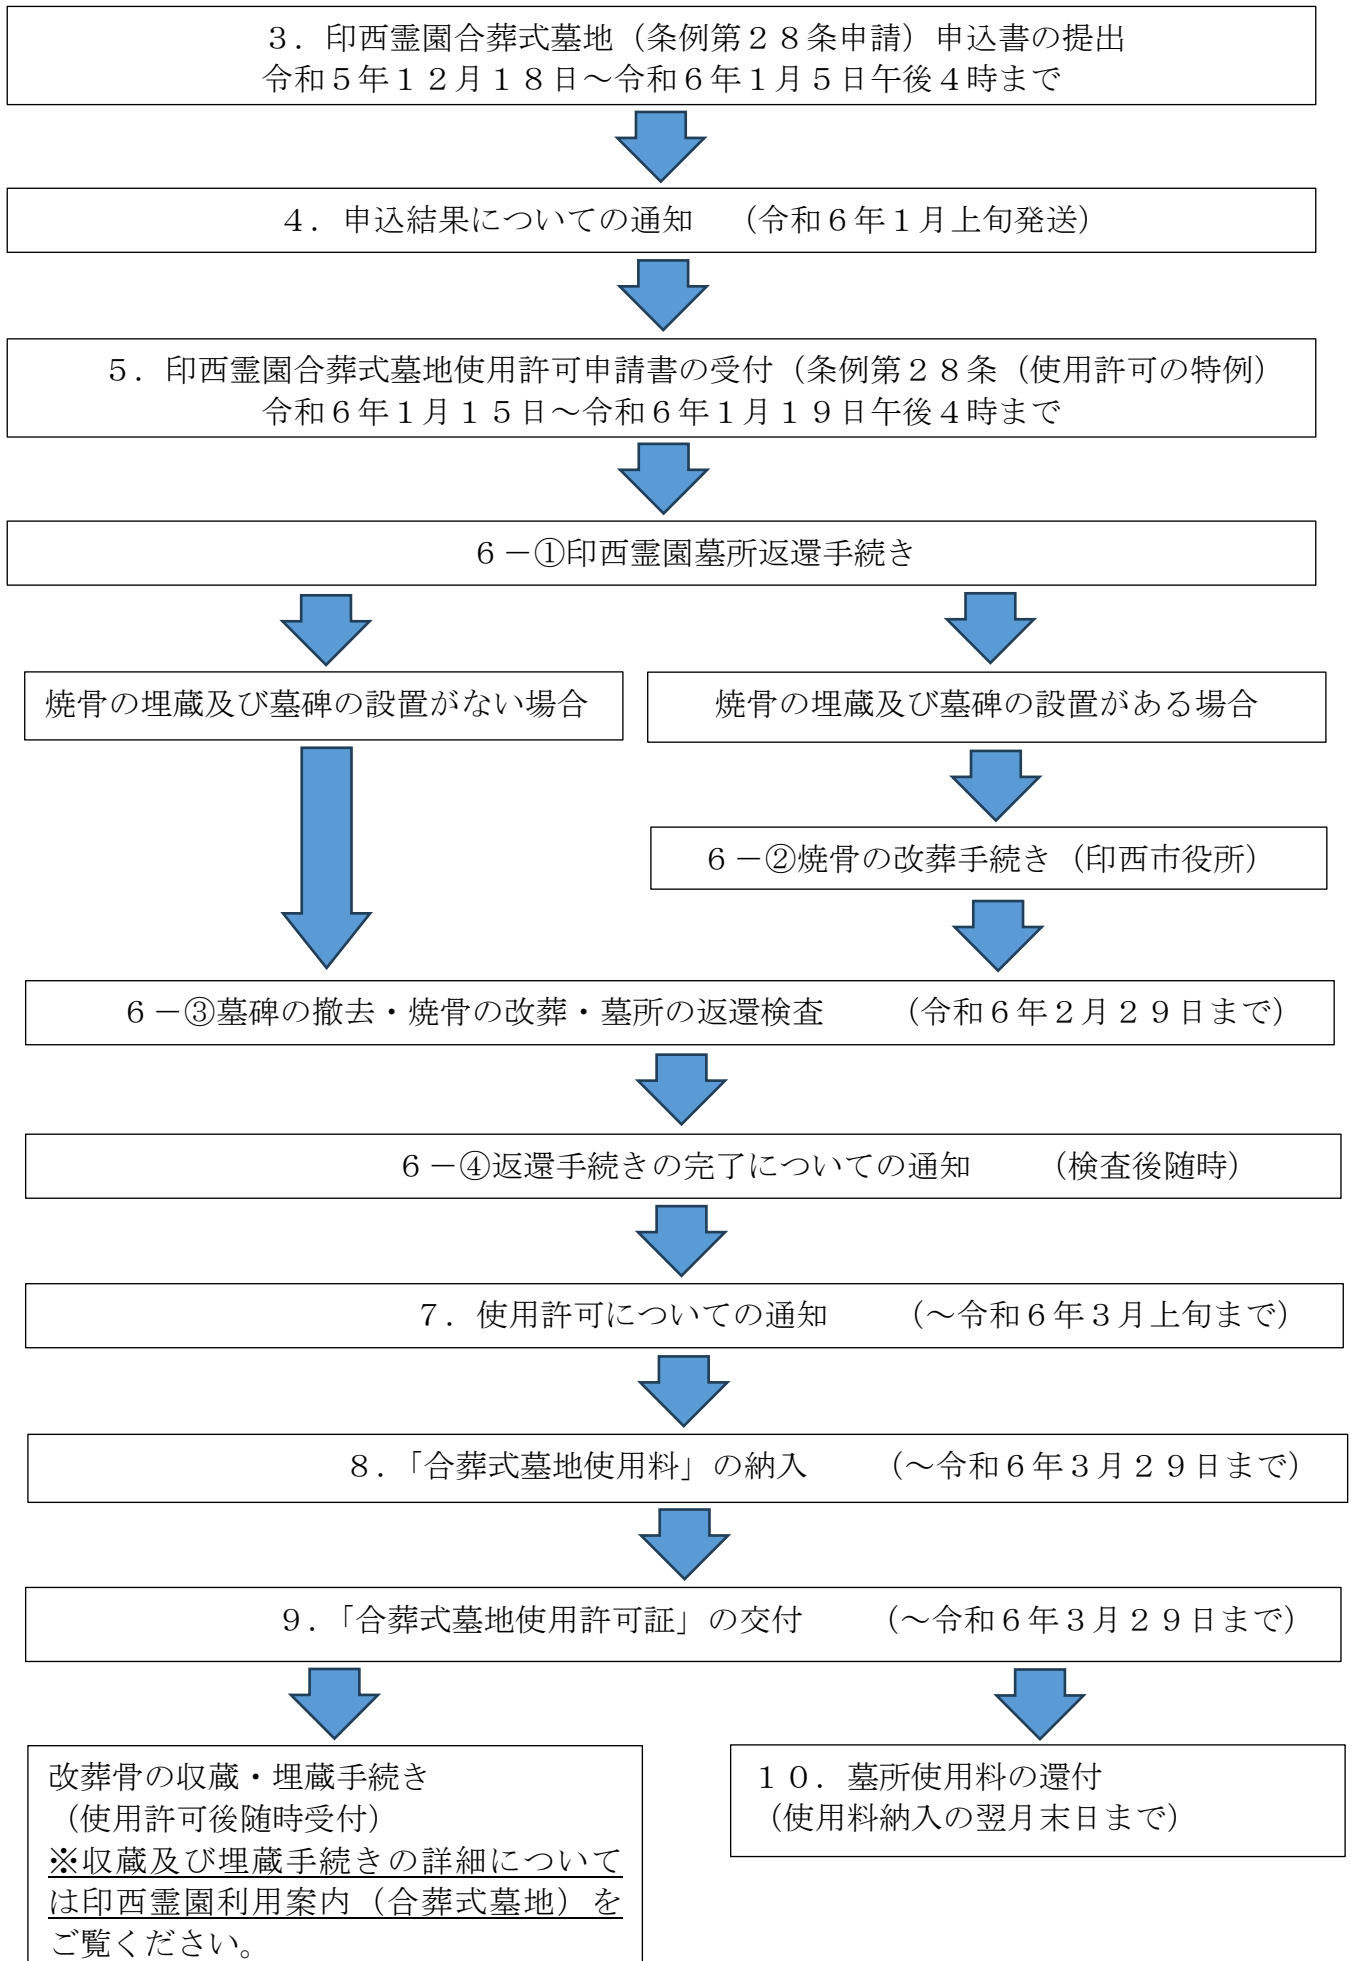 ３．印西霊園合葬式墓地（条例第２８条申請）申込書の提出
令和５年１２月１８日～令和６年１月５日午後４時まで
４．申込結果についての通知　（令和６年１月上旬発送）
５．印西霊園合葬式墓地使用許可申請書の受付（条例第２８条（使用許可の特例）
令和６年１月１５日～令和６年１月１９日午後４時まで
６－①印西霊園墓所返還手続き
焼骨の埋蔵及び墓碑の設置がない場合
焼骨の埋蔵及び墓碑の設置がある場合
６－②焼骨の改葬手続き（印西市役所）
６－③墓碑の撤去・焼骨の改葬・墓所の返還検査　　（令和６年２月２９日まで）
６－④返還手続きの完了についての通知　　（検査後随時）
７．使用許可についての通知　　（～令和６年３月上旬まで）
８．「合葬式墓地使用料」の納入　　（～令和６年３月２９日まで）
９．「合葬式墓地使用許可証」の交付　　（～令和６年３月２９日まで）
改葬骨の収蔵・埋蔵手続き
（使用許可後随時受付）
※収蔵及び埋蔵手続きの詳細について
は印西霊園利用案内（合葬式墓地）を
ご覧ください。
１０．墓所使用料の還付
（使用料納入の翌月末日まで）